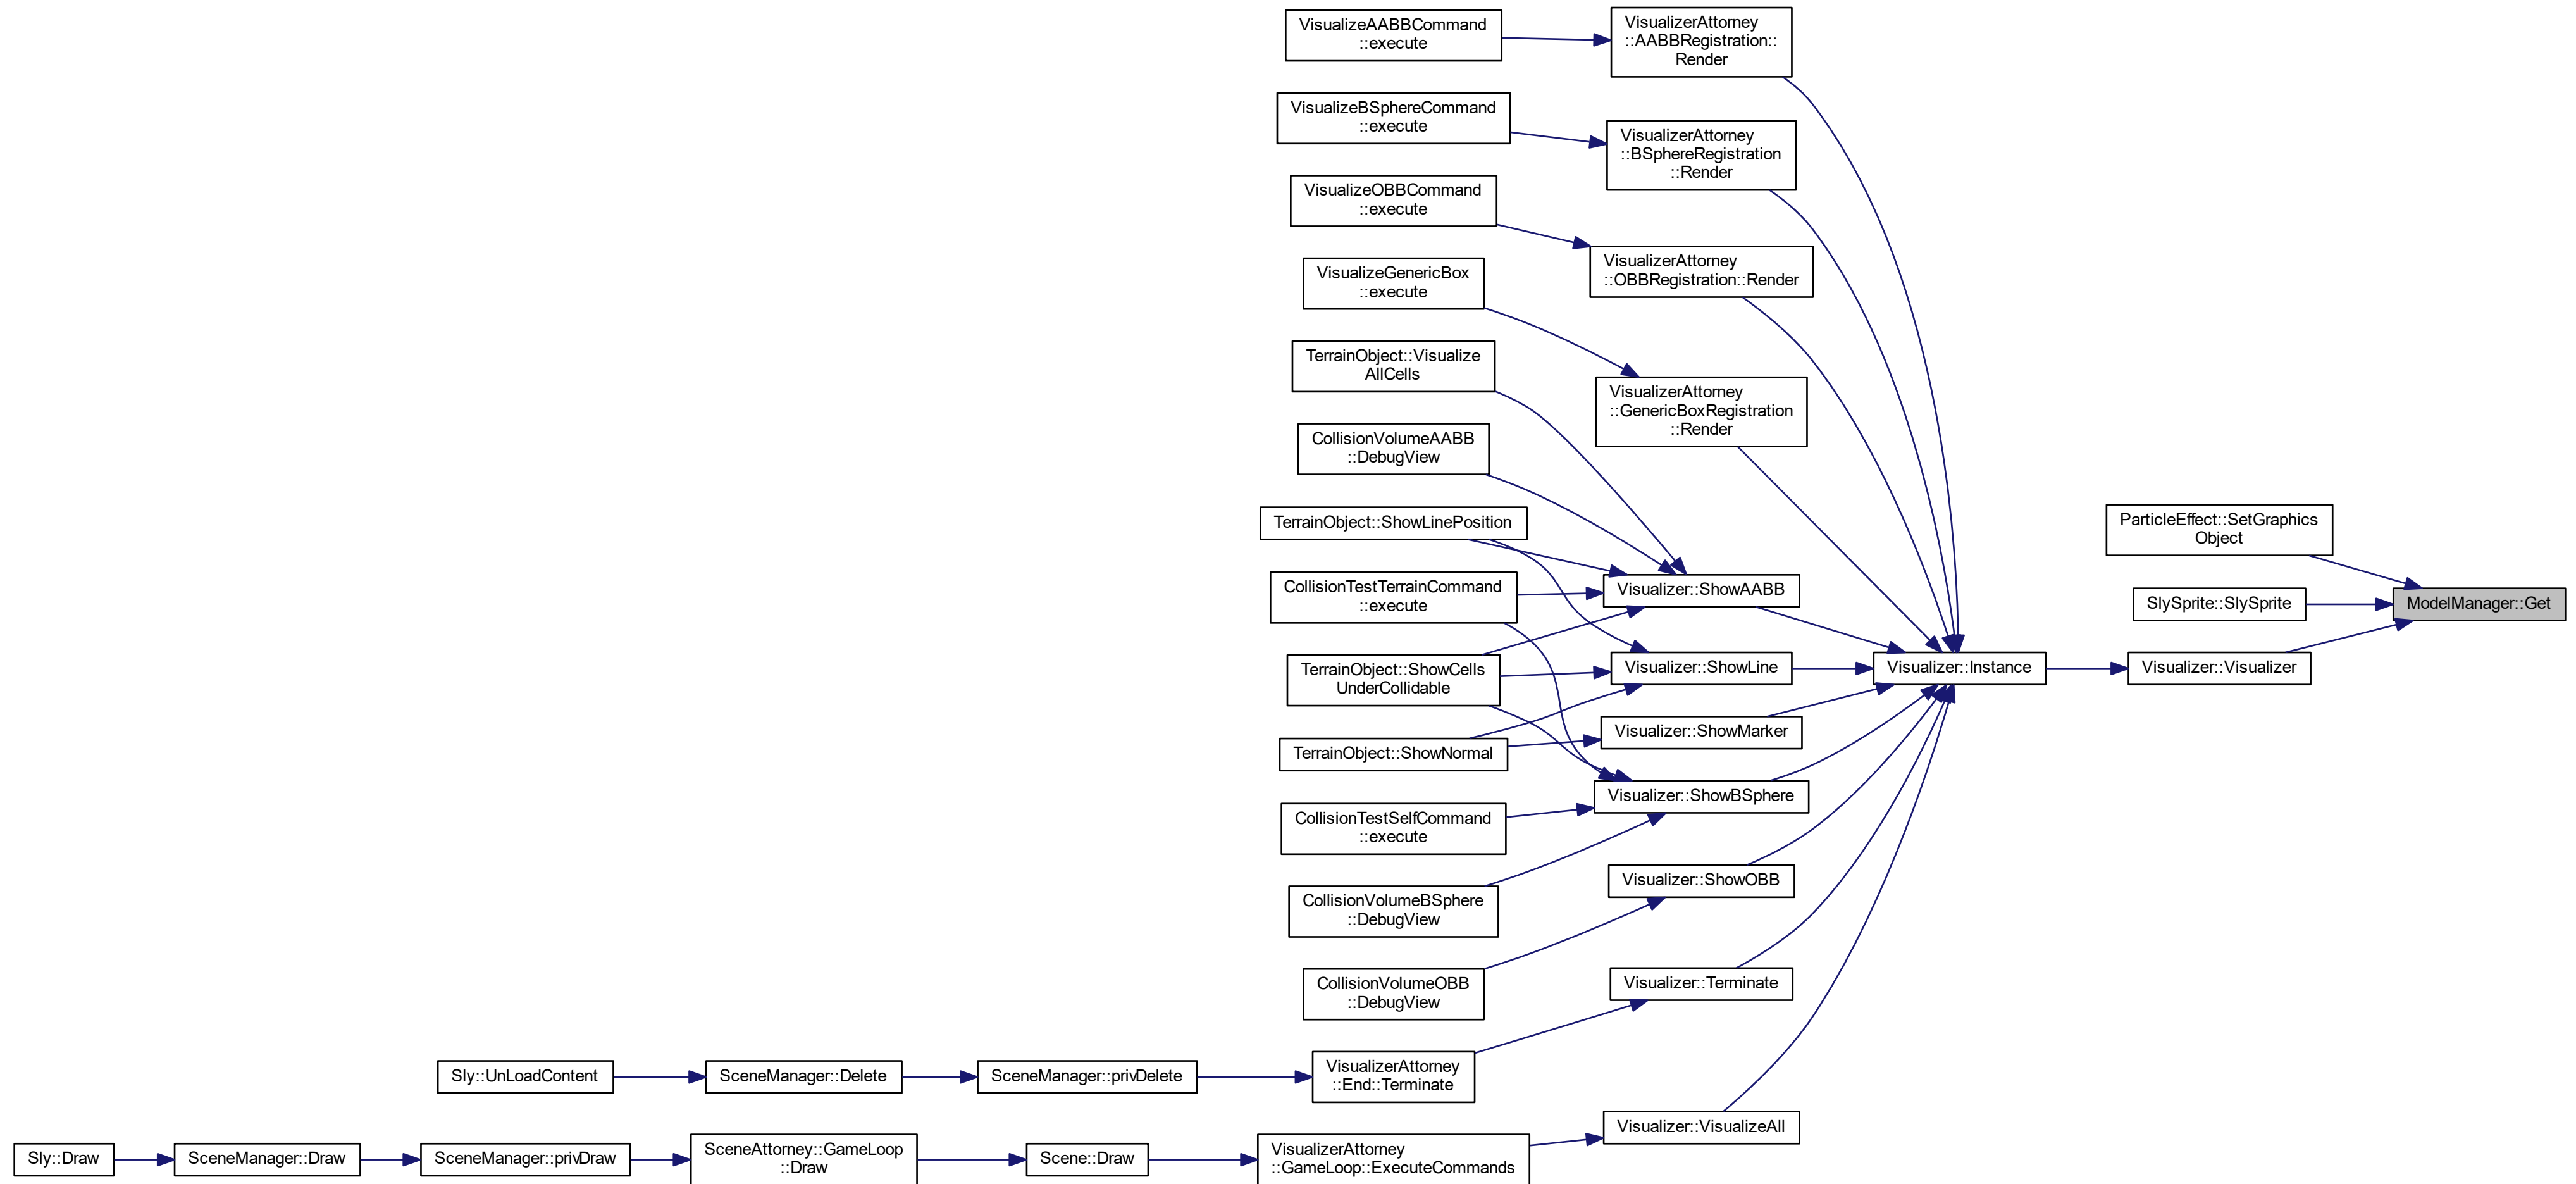 VisualizeAABBCommand
::execute
VisualizerAttorney
::AABBRegistration::
Render
VisualizeBSphereCommand
::execute
VisualizerAttorney
::BSphereRegistration
::Render
VisualizeOBBCommand
::execute
VisualizerAttorney
::OBBRegistration::Render
VisualizeGenericBox
::execute
TerrainObject::Visualize
AllCells
VisualizerAttorney
::GenericBoxRegistration
::Render
CollisionVolumeAABB
::DebugView
TerrainObject::ShowLinePosition
ParticleEffect::SetGraphics
Object
CollisionTestTerrainCommand
::execute
Visualizer::ShowAABB
SlySprite::SlySprite
ModelManager::Get
TerrainObject::ShowCells
UnderCollidable
Visualizer::ShowLine
Visualizer::Instance
Visualizer::Visualizer
Visualizer::ShowMarker
TerrainObject::ShowNormal
Visualizer::ShowBSphere
CollisionTestSelfCommand
::execute
Visualizer::ShowOBB
CollisionVolumeBSphere
::DebugView
CollisionVolumeOBB
::DebugView
Visualizer::Terminate
Sly::UnLoadContent
SceneManager::Delete
SceneManager::privDelete
VisualizerAttorney
::End::Terminate
Visualizer::VisualizeAll
Sly::Draw
SceneManager::Draw
SceneManager::privDraw
SceneAttorney::GameLoop
::Draw
Scene::Draw
VisualizerAttorney
::GameLoop::ExecuteCommands